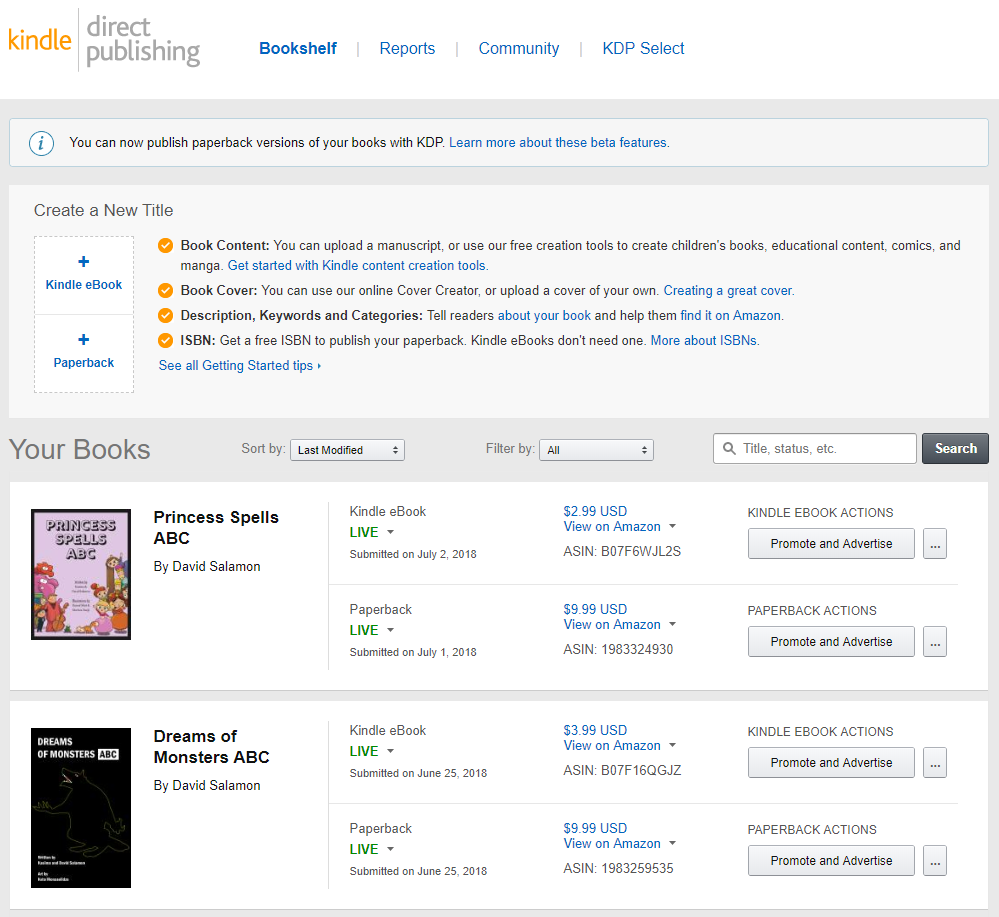 kindle direct publishing
Bookshelf | Reports | Community | KDP Select
You can now publish paperback versions of your books with KDP. Learn more about these beta features.
Create a New Title
+
Kindle eBook
+
Paperback
Book Content: You can upload a manuscript, or use our free creation tools to create children's books, educational content, comics, and
manga. Get started with Kindle content creation tools.
Book Cover: You can use our online Cover Creator, or upload a cover of your own. Creating a great cover.
Description, Keywords and Categories: Tell readers about your book and help them find it on Amazon.
ISBN: Get a free ISBN to publish your paperback. Kindle eBooks don't need one. More about ISBNs.
See all Getting Started tips ›
Your Books
Sort by: Last Modified
Filter by: All
Title, status, etc.
Search
PRINCESS
SPELLS
ABC
Princess Spells
ABC
By David Salamon
Kindle eBook
LIVE
Submitted on July 2, 2018
$2.99 USD
View on Amazon
ASIN: B07F6WJL2S
KINDLE EBOOK ACTIONS
Promote and Advertise
...
Paperback
LIVE
Submitted on July 1, 2018
$9.99 USD
View on Amazon
ASIN: 1983324930
PAPERBACK ACTIONS
Promote and Advertise
...
DREAMS
OF MONSTERS ABC
Written by
Art by
Dreams of
Monsters ABC
By David Salamon
Kindle eBook
LIVE
Submitted on June 25, 2018
$3.99 USD
View on Amazon
ASIN: B07F16QGJZ
KINDLE EBOOK ACTIONS
Promote and Advertise
...
Paperback
LIVE
Submitted on June 25, 2018
$9.99 USD
View on Amazon
ASIN: 1983259535
PAPERBACK ACTIONS
Promote and Advertise
...